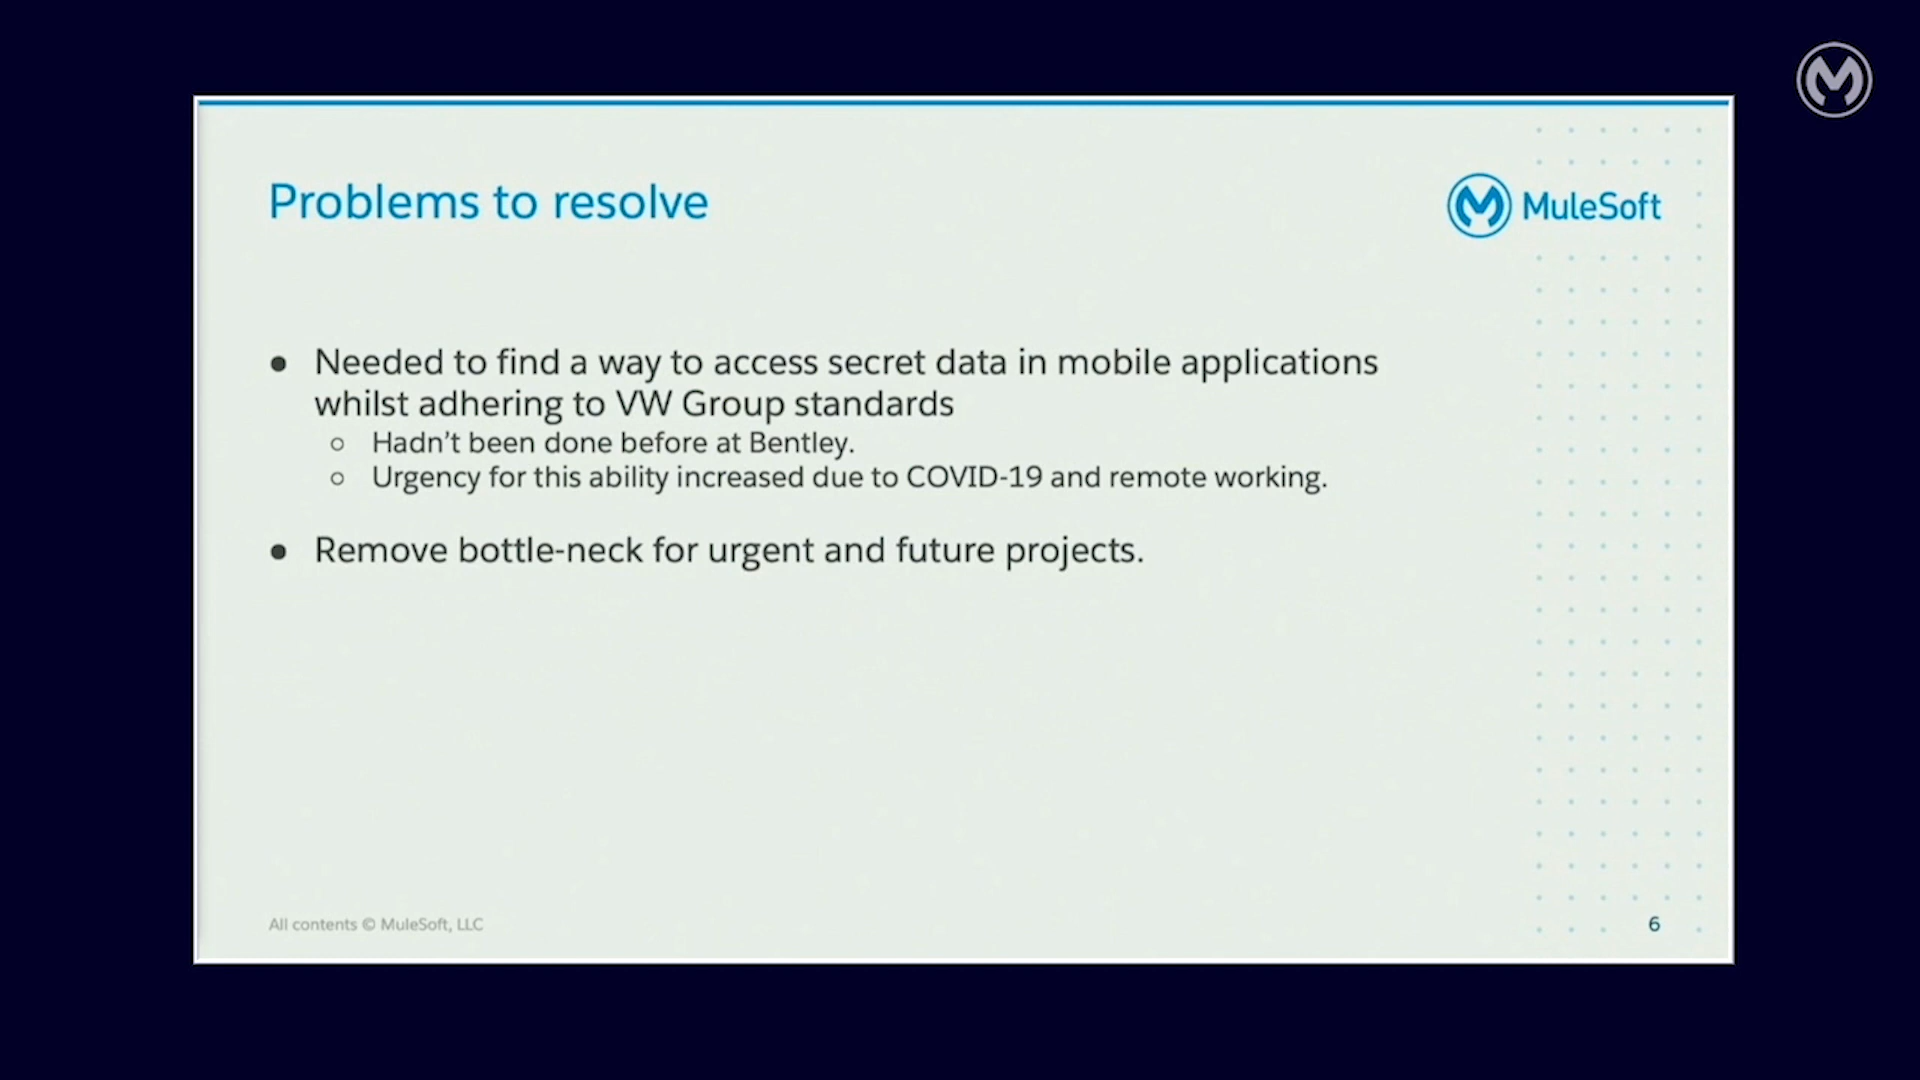 Problems to resolve
MuleSoft
● Needed to find a way to access secret data in mobile applications
whilst adhering to VW Group standards
○ Hadn't been done before at Bentley.
○ Urgency for this ability increased due to COVID-19 and remote working.
● Remove bottle-neck for urgent and future projects.
All contents © MuleSoft, LLC
6